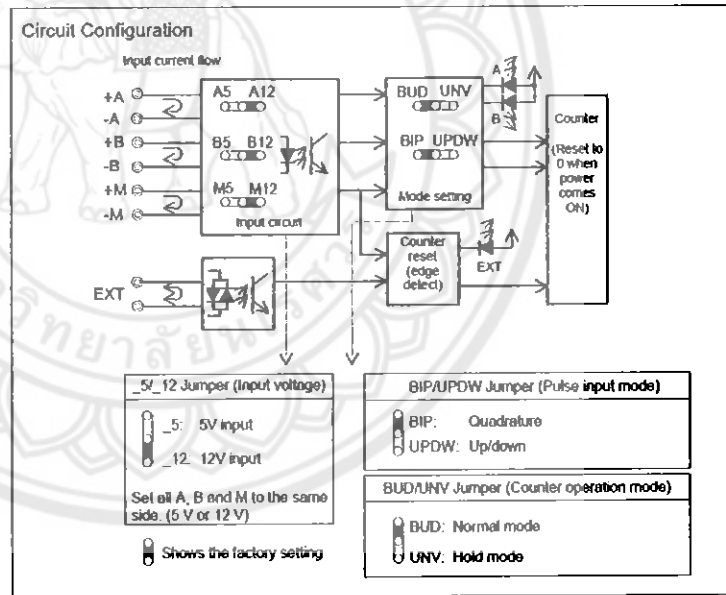 Circuit Configuration
Input current flow
+A
-A
+B
-B
+M
-M
EXT
A5 A12
B5 B12
M5 M12
Input circuit
BUD UNV
BIP UPDW
Mode setting
A
B
Counter
(Reset to
0 when
power
comes
ON)
Counter
reset
(edge
detect)
EXT
_5/_12 Jumper (Input voltage)
_5: 5V input
_12: 12V input
Set all A, B and M to the same
side. (5 V or 12 V)
Shows the factory setting
BIP/UPDW Jumper (Pulse input mode)
BIP: Quadrature
UPDW: Up/down
BUD/UNV Jumper (Counter operation mode)
BUD: Normal mode
UNV: Hold mode